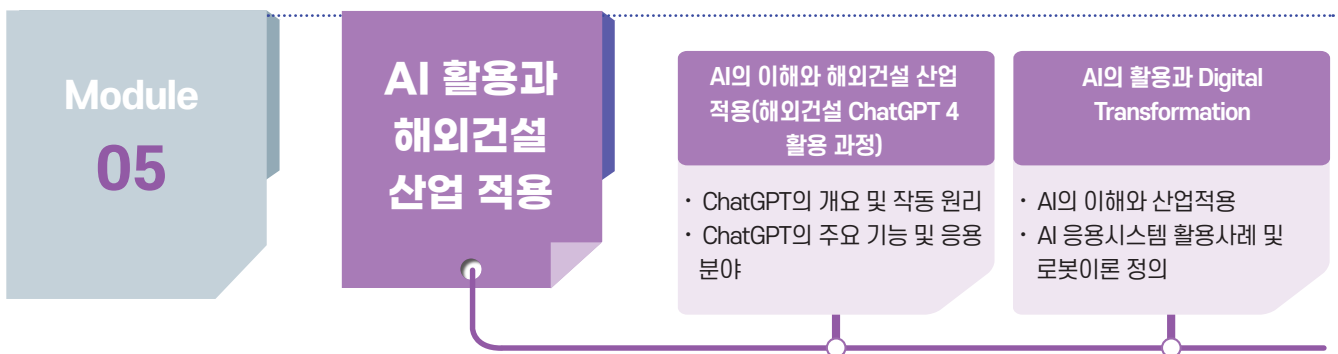 Module
05
AI 활용과
해외건설
산업 적용
AI의 이해와 해외건설 산업
적용(해외건설 ChatGPT 4
활용 과정)
· ChatGPT의 개요 및 작동 원리
· ChatGPT의 주요 기능 및 응용
분야
AI의 활용과 Digital
Transformation
· AI의 이해와 산업적용
· AI 응용시스템 활용사례 및
로봇이론 정의